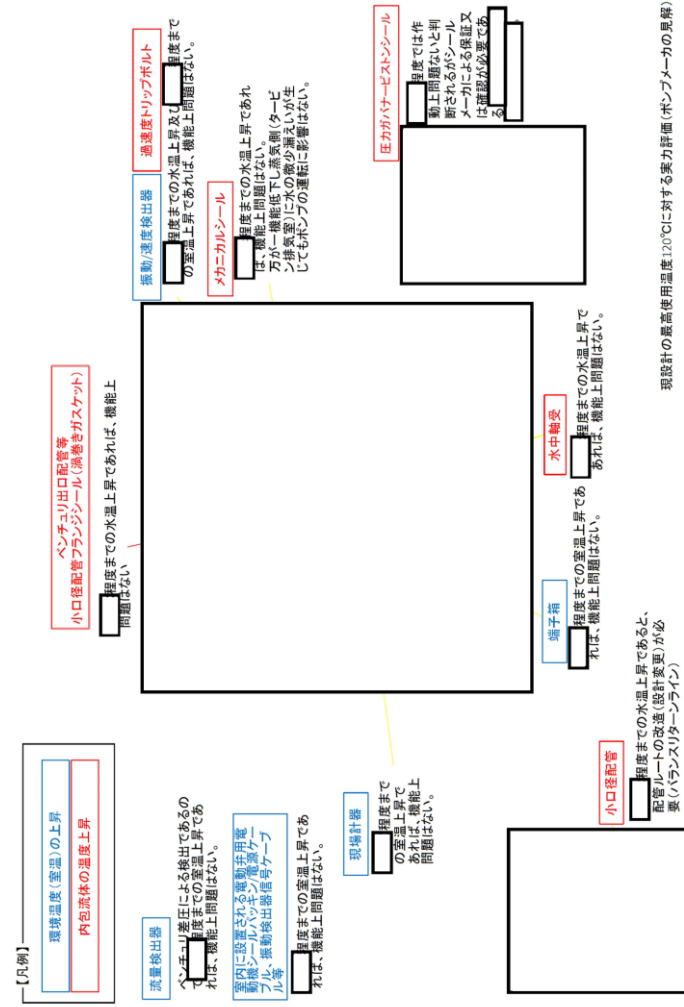 【凡例】
環境温度(室温)の上昇
内包流体の温度上昇
ベンチュリ出口配管等
小口径配管フランジシール(渦巻きガスケット)
程度までの水温上昇であれば、機能上
問題はない
振動/速度検出器
過速度トリップボルト
程度までの水温上昇及び
程度まで
の室温上昇であれば、機能上問題はない。
メカニカルシール
程度までの水温上昇であれ
ば、機能上問題はない。
万が一機能低下し蒸気側(タービ
ン排気室)に水の微少漏えいが生
じてもポンプの運転に影響はない。
圧力ガバナーピストンシール
程度では作
動上問題ないと判
断されるがシール
メーカによる保証又
は確認が必要であ
る
。
流量検出器
ベンチュリ差圧による検出であるの
で
程度までの室温上昇であ
れば、機能上問題はない。
室内に設置される電動弁用電
動機シールパッキン/電源ケー
ブル、振動検出器信号ケーブ
ル等
程度までの室温上昇であ
れば、機能上問題はない。
現場計器
程度まで
の室温上昇で
あれば、機能上
問題はない。
端子箱
程度までの室温上昇であ
れば、機能上問題はない。
水中軸受
程度までの水温上昇で
あれば、機能上問題はない。
小口径配管
程度までの水温上昇であると、
配管ルートの改造(設計変更)が必
要(バランスリターンライン)
現設計の最高使用温度120℃に対する実力評価(ポンプメーカの見解)